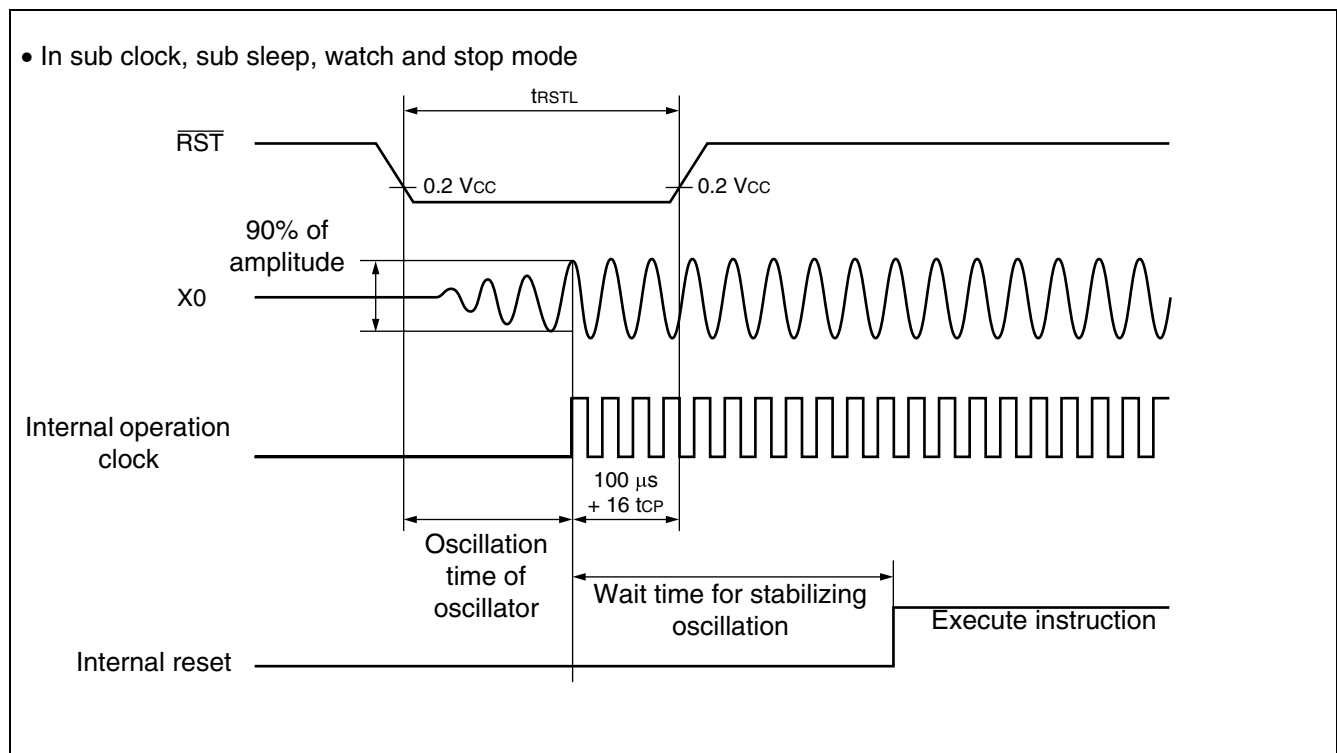 • In sub clock, sub sleep, watch and stop mode
tRSTL
RST
0.2 VCC
0.2 VCC
90% of
amplitude
X0
Internal operation
clock
100 μs
+ 16 tCP
Oscillation
time of
oscillator
Wait time for stabilizing
oscillation
Execute instruction
Internal reset